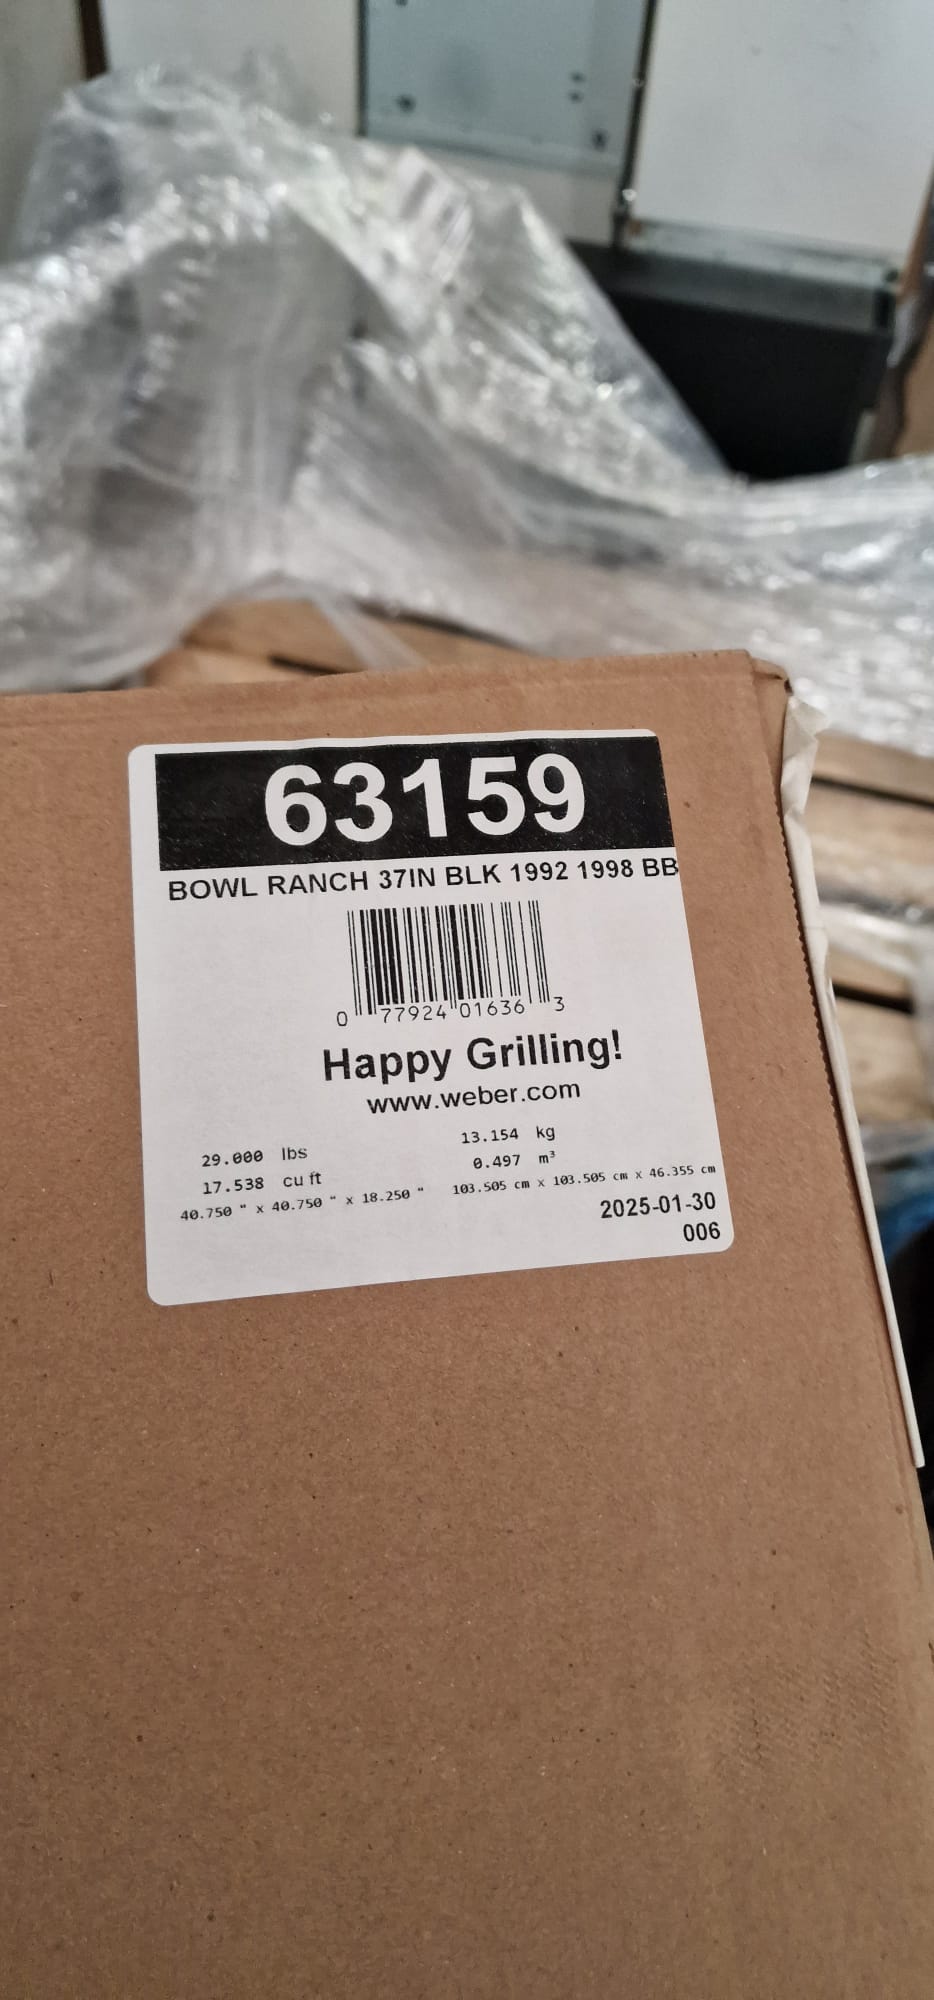 63159
BOWL RANCH 37IN BLK 1992 1998 BB
0 77924 01636 3
Happy Grilling!
www.weber.com
29.000 lbs 13.154 kg
17.538 cu ft 0.497 m³
40.750 " x 40.750 " x 18.250 " 103.505 cm x 103.505 cm x 46.355 cm
2025-01-30
006